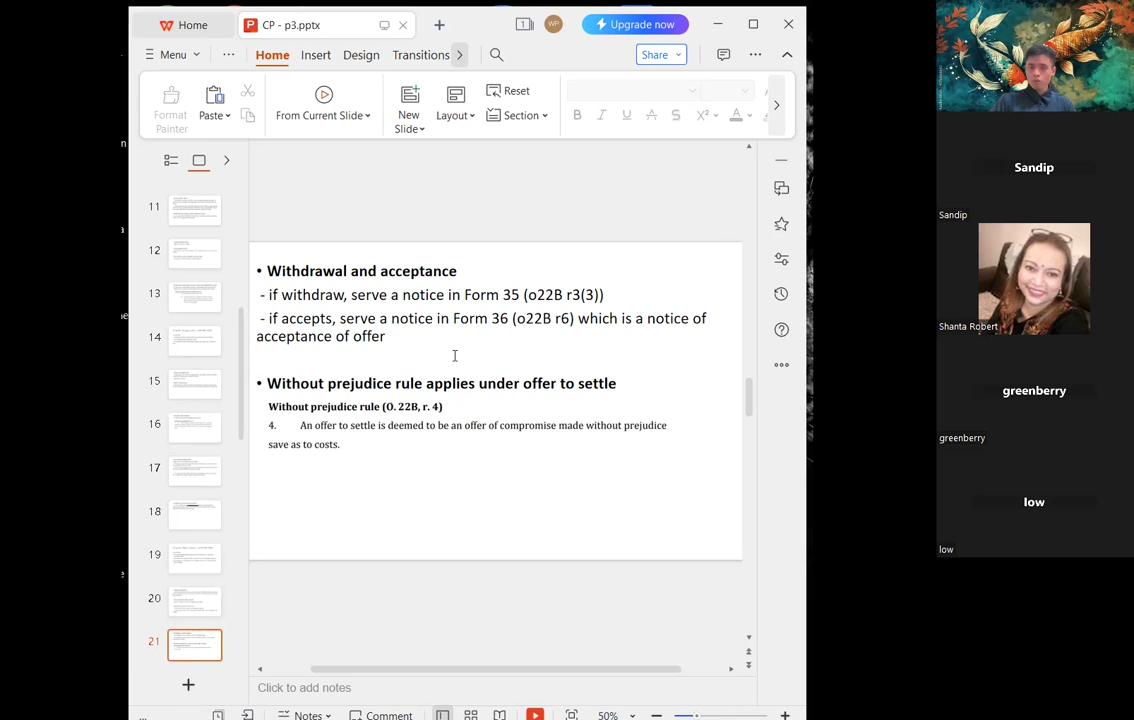 Home
CP - p3.pptx
WP
Upgrade now
Menu
Home
Insert
Design
Transitions
Share
Format
Painter
Paste
From Current Slide
New
Slide
Layout
Reset
Section
B I U A S X² A
11
12
13
14
15
16
17
18
19
20
21
• Withdrawal and acceptance
- if withdraw, serve a notice in Form 35 (o22B r3(3))
- if accepts, serve a notice in Form 36 (o22B r6) which is a notice of
acceptance of offer
• Without prejudice rule applies under offer to settle
Without prejudice rule (O. 22B, r. 4)
4. An offer to settle is deemed to be an offer of compromise made without prejudice
save as to costs.
Click to add notes
Notes
Comment
50%
Sandip
Sandip
Shanta Robert
greenberry
greenberry
low
low